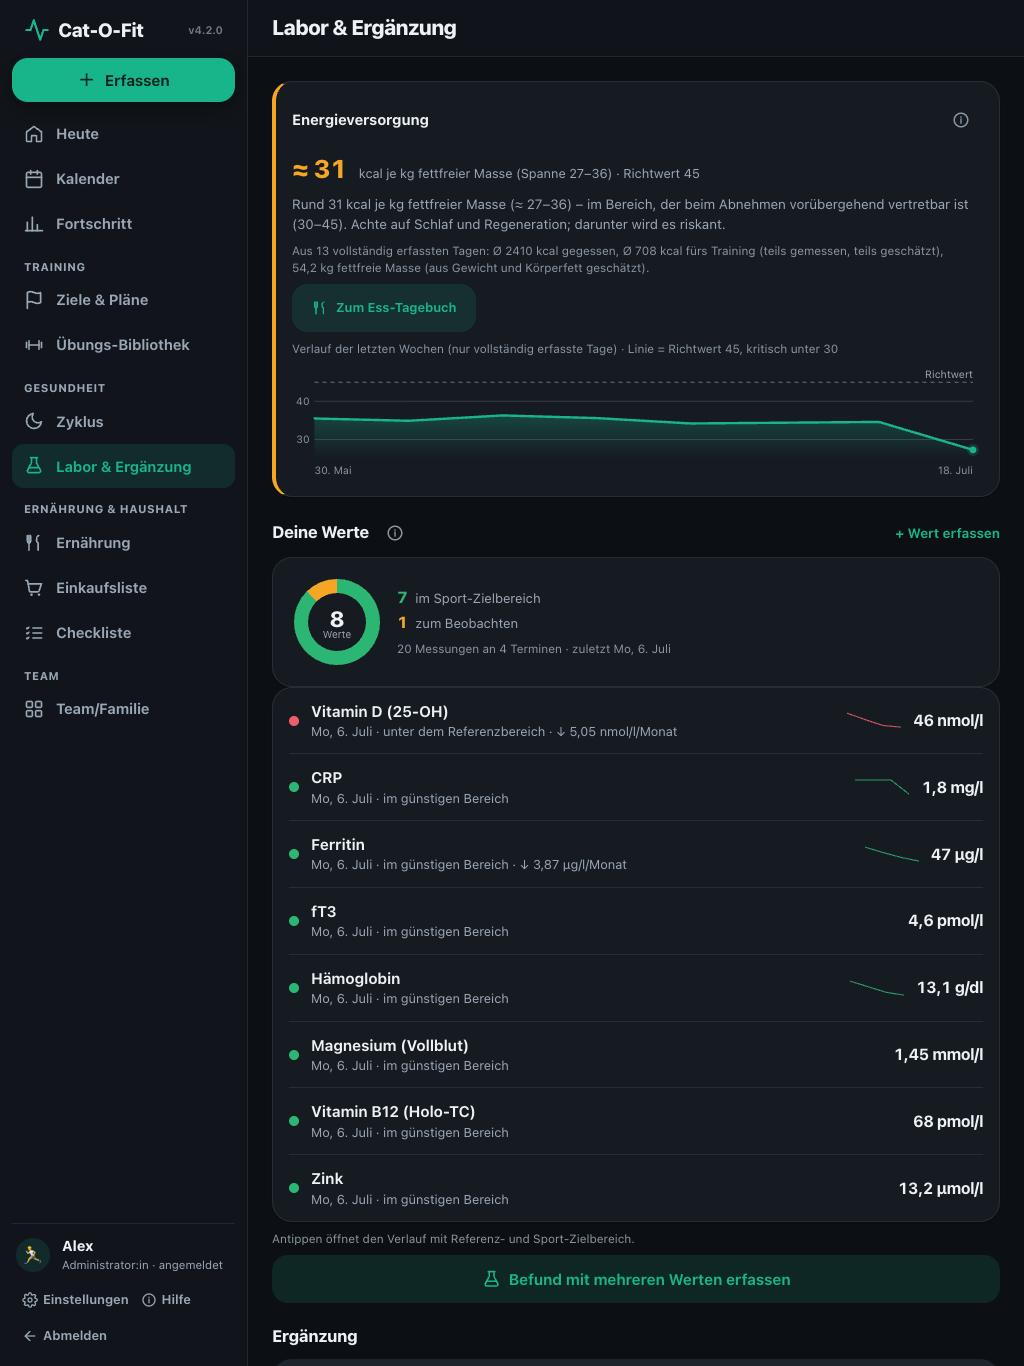 Cat-O-Fit
v4.2.0
Erfassen
Heute
Kalender
Fortschritt
TRAINING
Ziele & Pläne
Übungs-Bibliothek
GESUNDHEIT
Zyklus
Labor & Ergänzung
ERNÄHRUNG & HAUSHALT
Ernährung
Einkaufsliste
Checkliste
TEAM
Team/Familie
Alex
Administrator:in · angemeldet
Einstellungen
Hilfe
Abmelden
Labor & Ergänzung
Energieversorgung
≈ 31 kcal je kg fettfreier Masse (Spanne 27–36) · Richtwert 45
Rund 31 kcal je kg fettfreier Masse (≈ 27–36) – im Bereich, der beim Abnehmen vorübergehend vertretbar ist
(30–45). Achte auf Schlaf und Regeneration; darunter wird es riskant.
Aus 13 vollständig erfassten Tagen: Ø 2410 kcal gegessen, Ø 708 kcal fürs Training (teils gemessen, teils geschätzt),
54,2 kg fettfreie Masse (aus Gewicht und Körperfett geschätzt).
Zum Ess-Tagebuch
Verlauf der letzten Wochen (nur vollständig erfasste Tage) · Linie = Richtwert 45, kritisch unter 30
Richtwert
40
30
30. Mai
18. Juli
Deine Werte
+ Wert erfassen
8
Werte
7 im Sport-Zielbereich
1 zum Beobachten
20 Messungen an 4 Terminen · zuletzt Mo, 6. Juli
Vitamin D (25-OH)
Mo, 6. Juli · unter dem Referenzbereich · ↓ 5,05 nmol/l/Monat
46 nmol/l
CRP
Mo, 6. Juli · im günstigen Bereich
1,8 mg/l
Ferritin
Mo, 6. Juli · im günstigen Bereich · ↓ 3,87 µg/l/Monat
47 µg/l
fT3
Mo, 6. Juli · im günstigen Bereich
4,6 pmol/l
Hämoglobin
Mo, 6. Juli · im günstigen Bereich
13,1 g/dl
Magnesium (Vollblut)
Mo, 6. Juli · im günstigen Bereich
1,45 mmol/l
Vitamin B12 (Holo-TC)
Mo, 6. Juli · im günstigen Bereich
68 pmol/l
Zink
Mo, 6. Juli · im günstigen Bereich
13,2 µmol/l
Antippen öffnet den Verlauf mit Referenz- und Sport-Zielbereich.
Befund mit mehreren Werten erfassen
Ergänzung